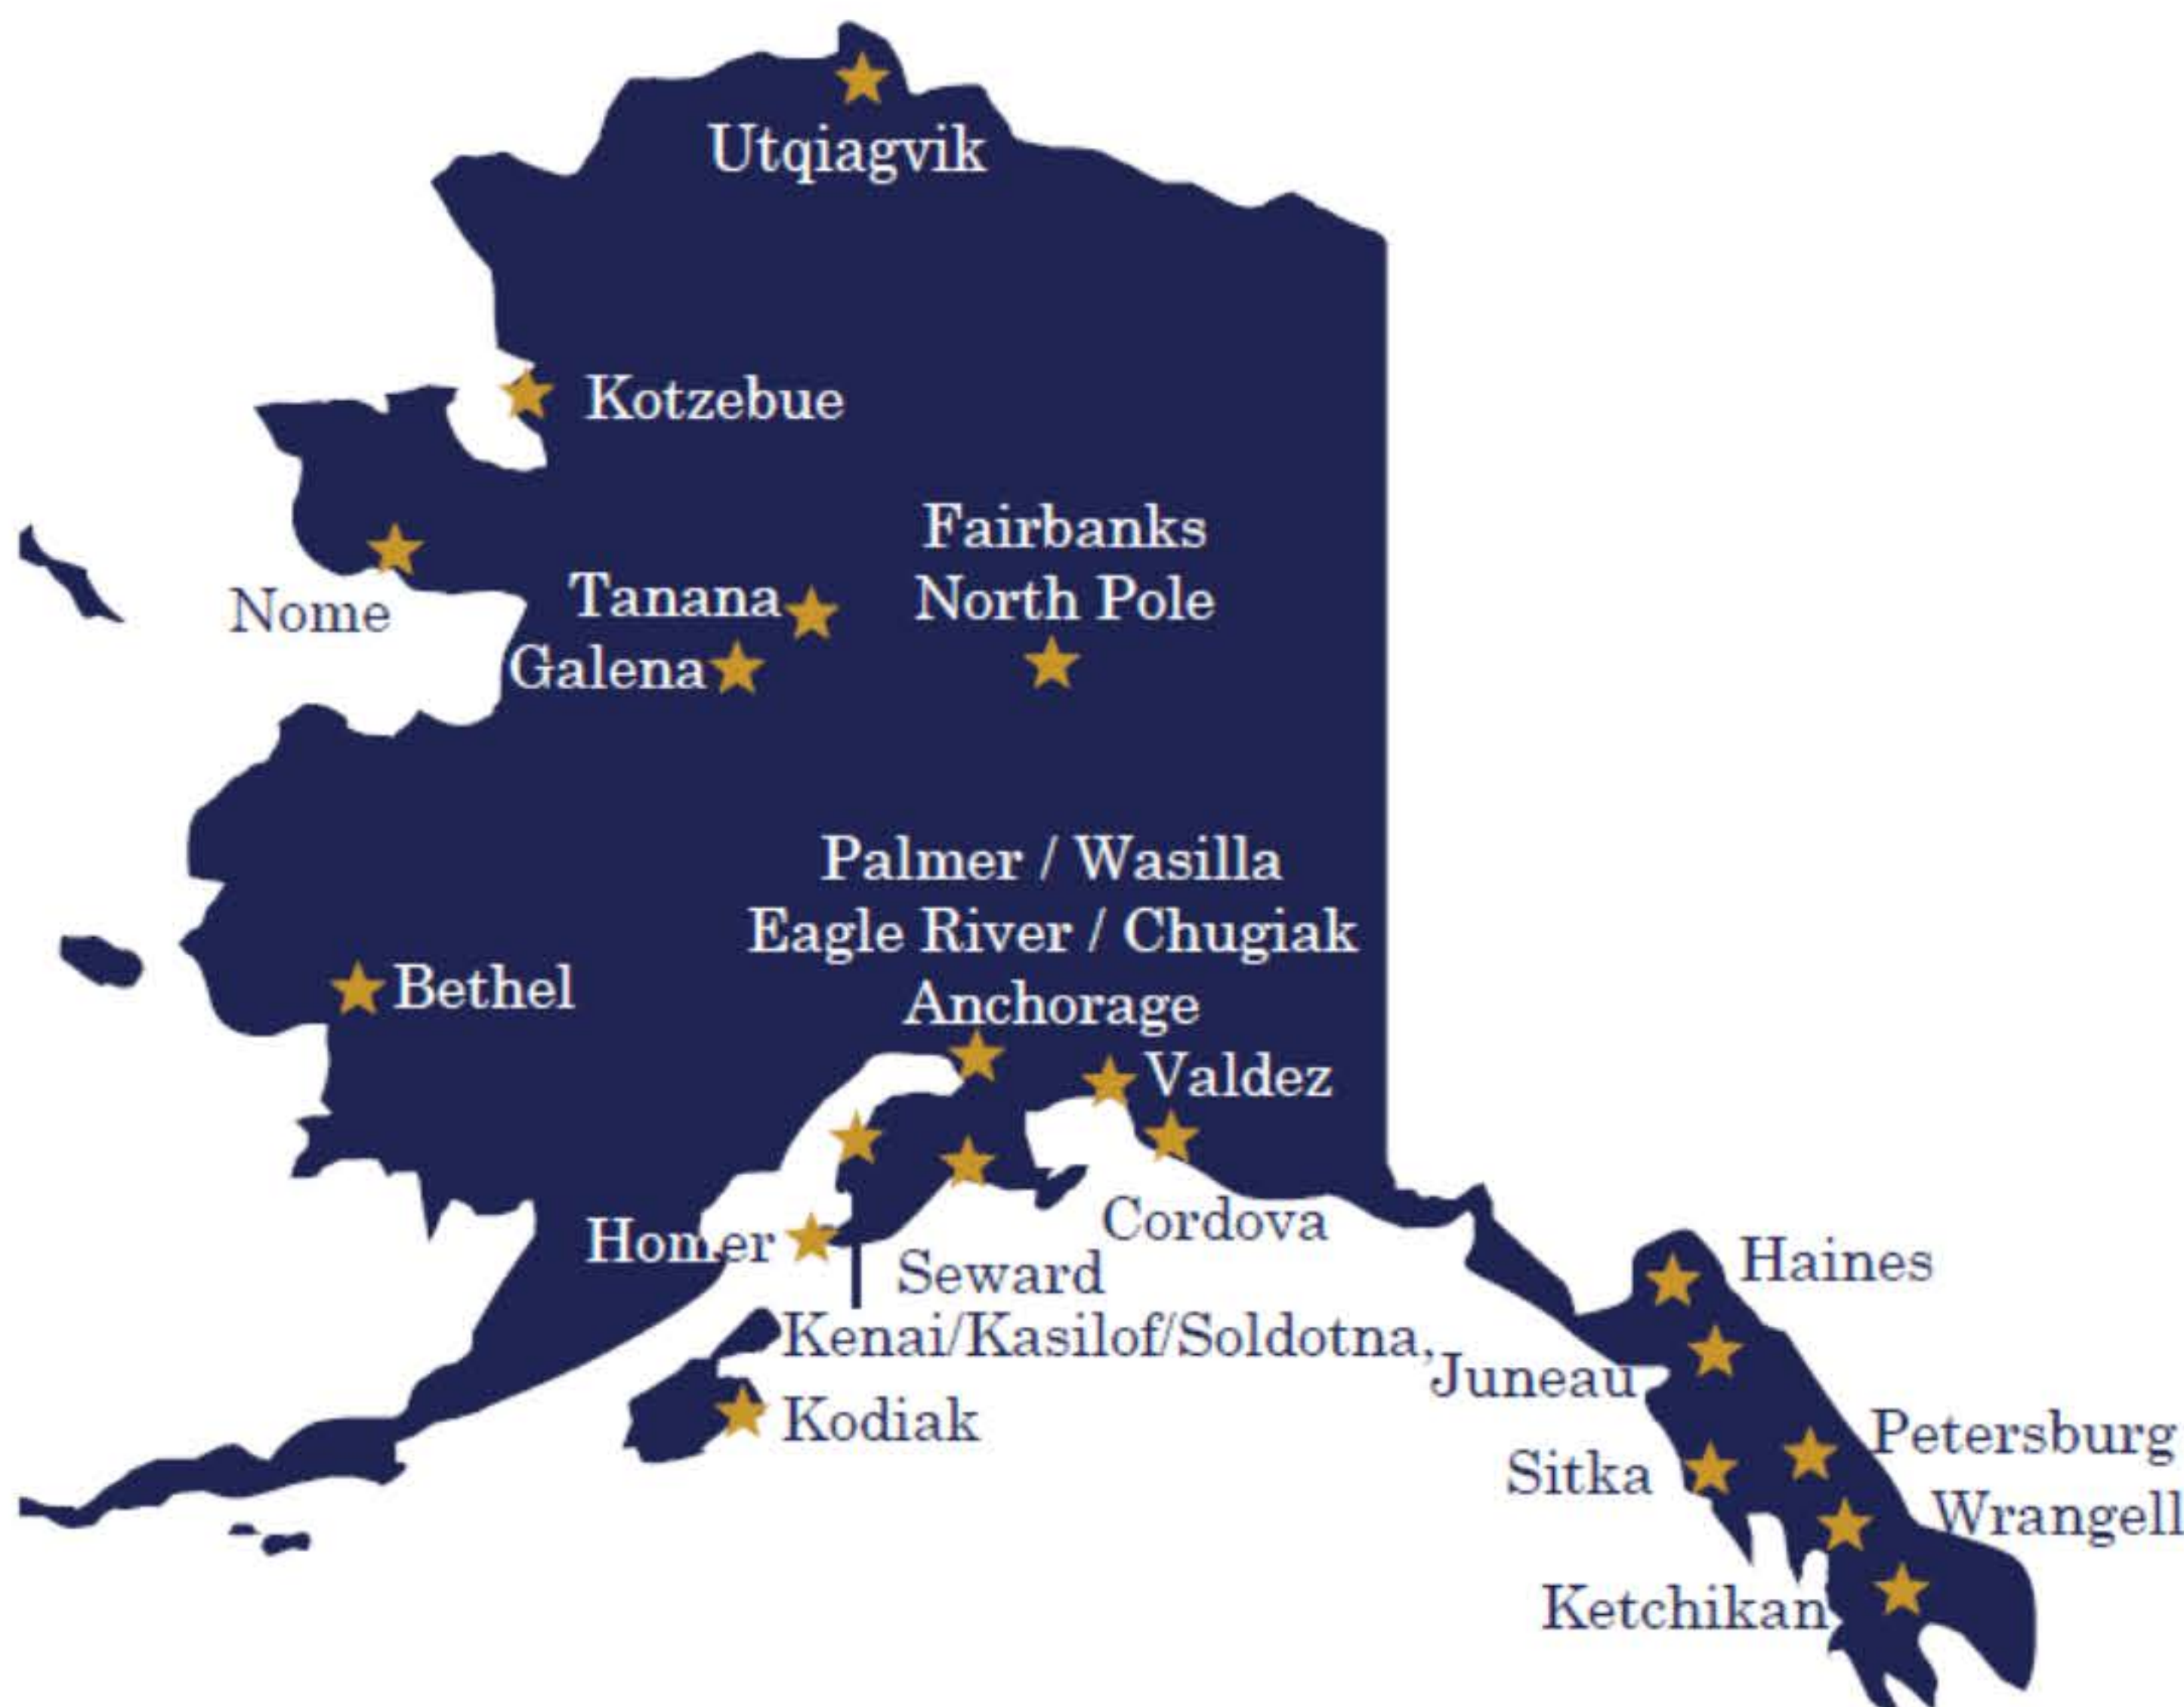 Utqiagvik
Kotzebue
Fairbanks
North Pole
Nome
Tanana
Galena
Palmer / Wasilla
Eagle River / Chugiak
Anchorage
Bethel
Valdez
Cordova
Homer
Seward
Haines
Kenai/Kasilof/Soldotna,
Juneau
Kodiak
Petersburg
Sitka
Wrangell
Ketchikan